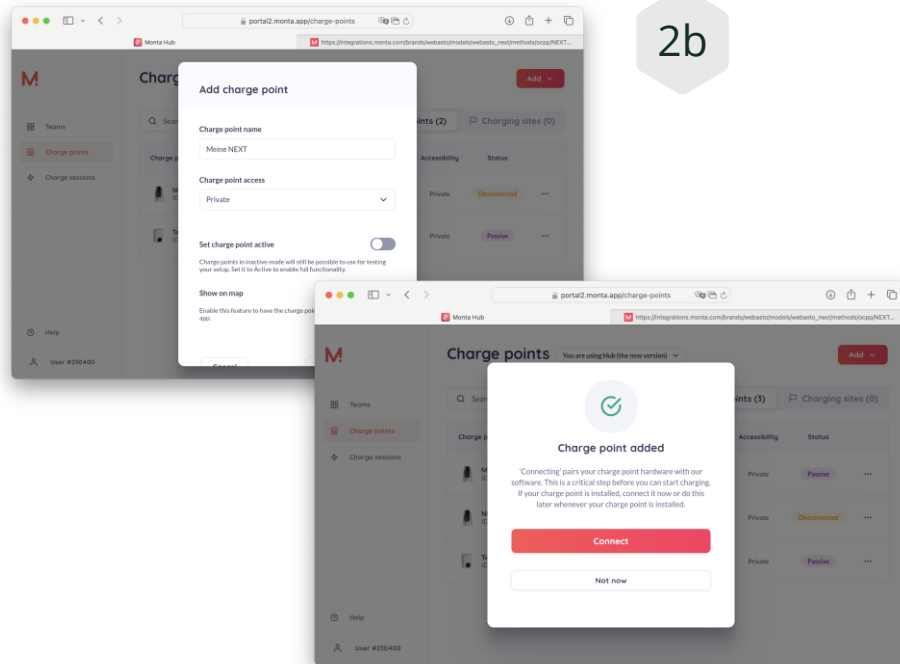 2b
portal2.monta.app/charge-points
Monta Hub
https://integrations.monta.com/brands/webasto/models/webasto_next/methods/ocpp/NEXT...
M
Charg
Add
Teams
Charge points
Charge sessions
Sear
ints (2)
Charging sites (0)
Charge p
Accessibility
Status
Private
Disconnected
...
Private
Passive
...
Help
User #230400
Add charge point
Charge point name
Meine NEXT
Charge point access
Private
Set charge point active
Charge points in inactive mode will still be possible to use for testing
your setup. Set it to Active to enable full functionality.
Show on map
Enable this feature to have the charge poi
app.
Cancel
portal2.monta.app/charge-points
Monta Hub
https://integrations.monta.com/brands/webasto/models/webasto_next/methods/ocpp/NEXT...
M
Charge points
You are using Hub (the new version)
Add
Teams
Charge points
Charge sessions
Sear
ints (3)
Charging sites (0)
Charge p
Accessibility
Status
Private
Passive
...
Private
Disconnected
...
Private
Passive
...
Help
User #230400
Charge point added
'Connecting' pairs your charge point hardware with our
software. This is a critical step before you can start charging.
If your charge point is installed, connect it now or do this
later whenever your charge point is installed.
Connect
Not now